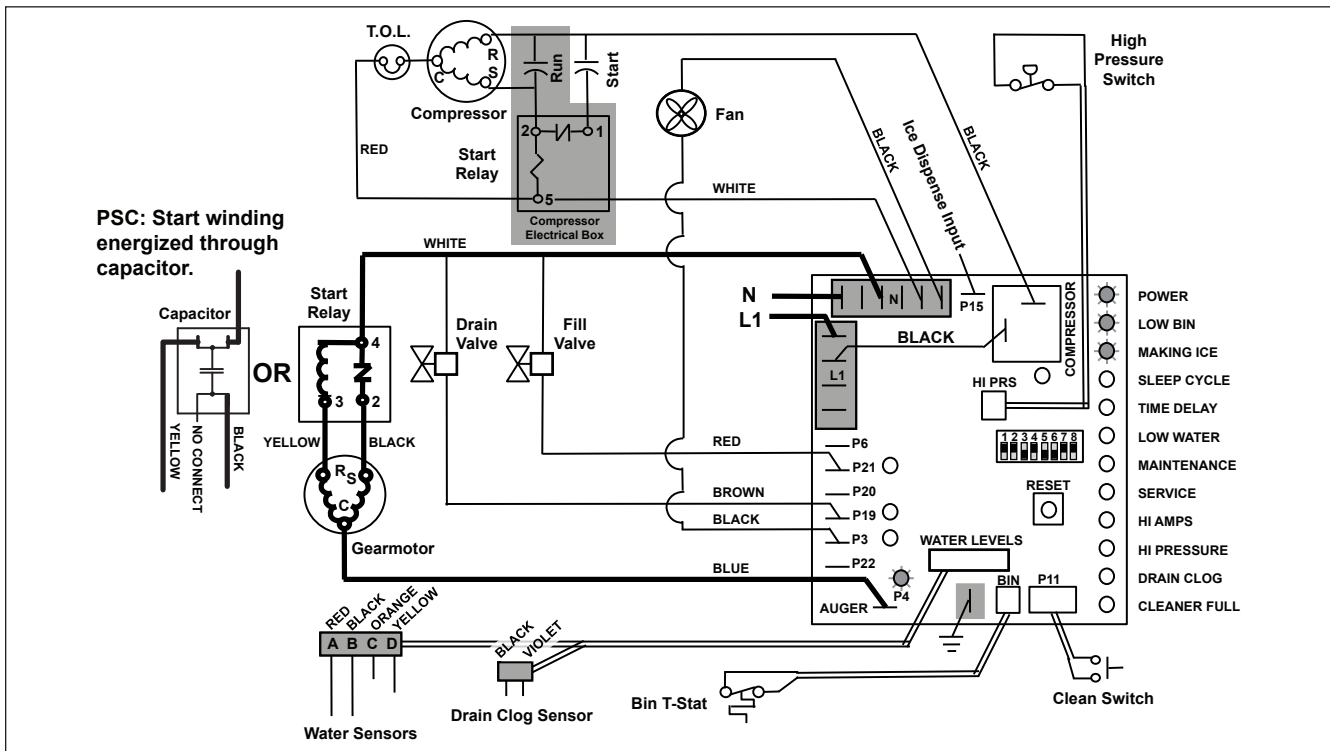 T.O.L.
C
R
S
Compressor
Run
Start
2
1
Start
Relay
5
Compressor
Electrical Box
RED
WHITE
Fan
BLACK
Ice Dispense Input
BLACK
High
Pressure
Switch
PSC: Start winding
energized through
capacitor.
Capacitor
YELLOW
NO CONNECT
BLACK
OR
WHITE
Start
Relay
4
3
2
YELLOW
BLACK
R
S
C
Gearmotor
Drain
Valve
Fill
Valve
N
L1
N
P15
BLACK
L1
COMPRESSOR
HI PRS
1 2 3 4 5 6 7 8
RESET
RED
P6
P21
BROWN
P20
P19
BLACK
P3
P22
BLUE
P4
AUGER
WATER LEVELS
BIN
P11
POWER
LOW BIN
MAKING ICE
SLEEP CYCLE
TIME DELAY
LOW WATER
MAINTENANCE
SERVICE
HI AMPS
HI PRESSURE
DRAIN CLOG
CLEANER FULL
RED
BLACK
ORANGE
YELLOW
A B C D
Water Sensors
BLACK
VIOLET
Drain Clog Sensor
Bin T-Stat
Clean Switch